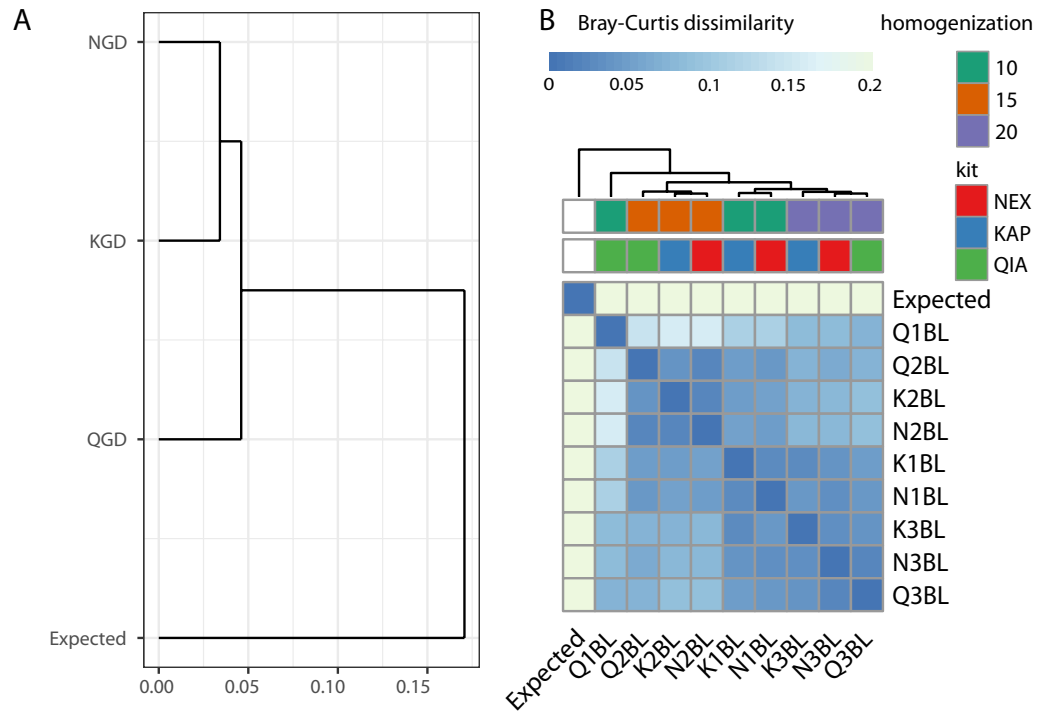 A
NGD
KGD
QGD
Expected
0.00 0.05 0.10 0.15
B
Bray-Curtis dissimilarity
0 0.05 0.1 0.15 0.2
homogenization
10
15
20
kit
NEX
KAP
QIA
Expected
Q1BL
Q2BL
K2BL
N2BL
K1BL
N1BL
K3BL
N3BL
Q3BL
Expected Q1BL Q2BL K2BL N2BL K1BL N1BL K3BL N3BL Q3BL